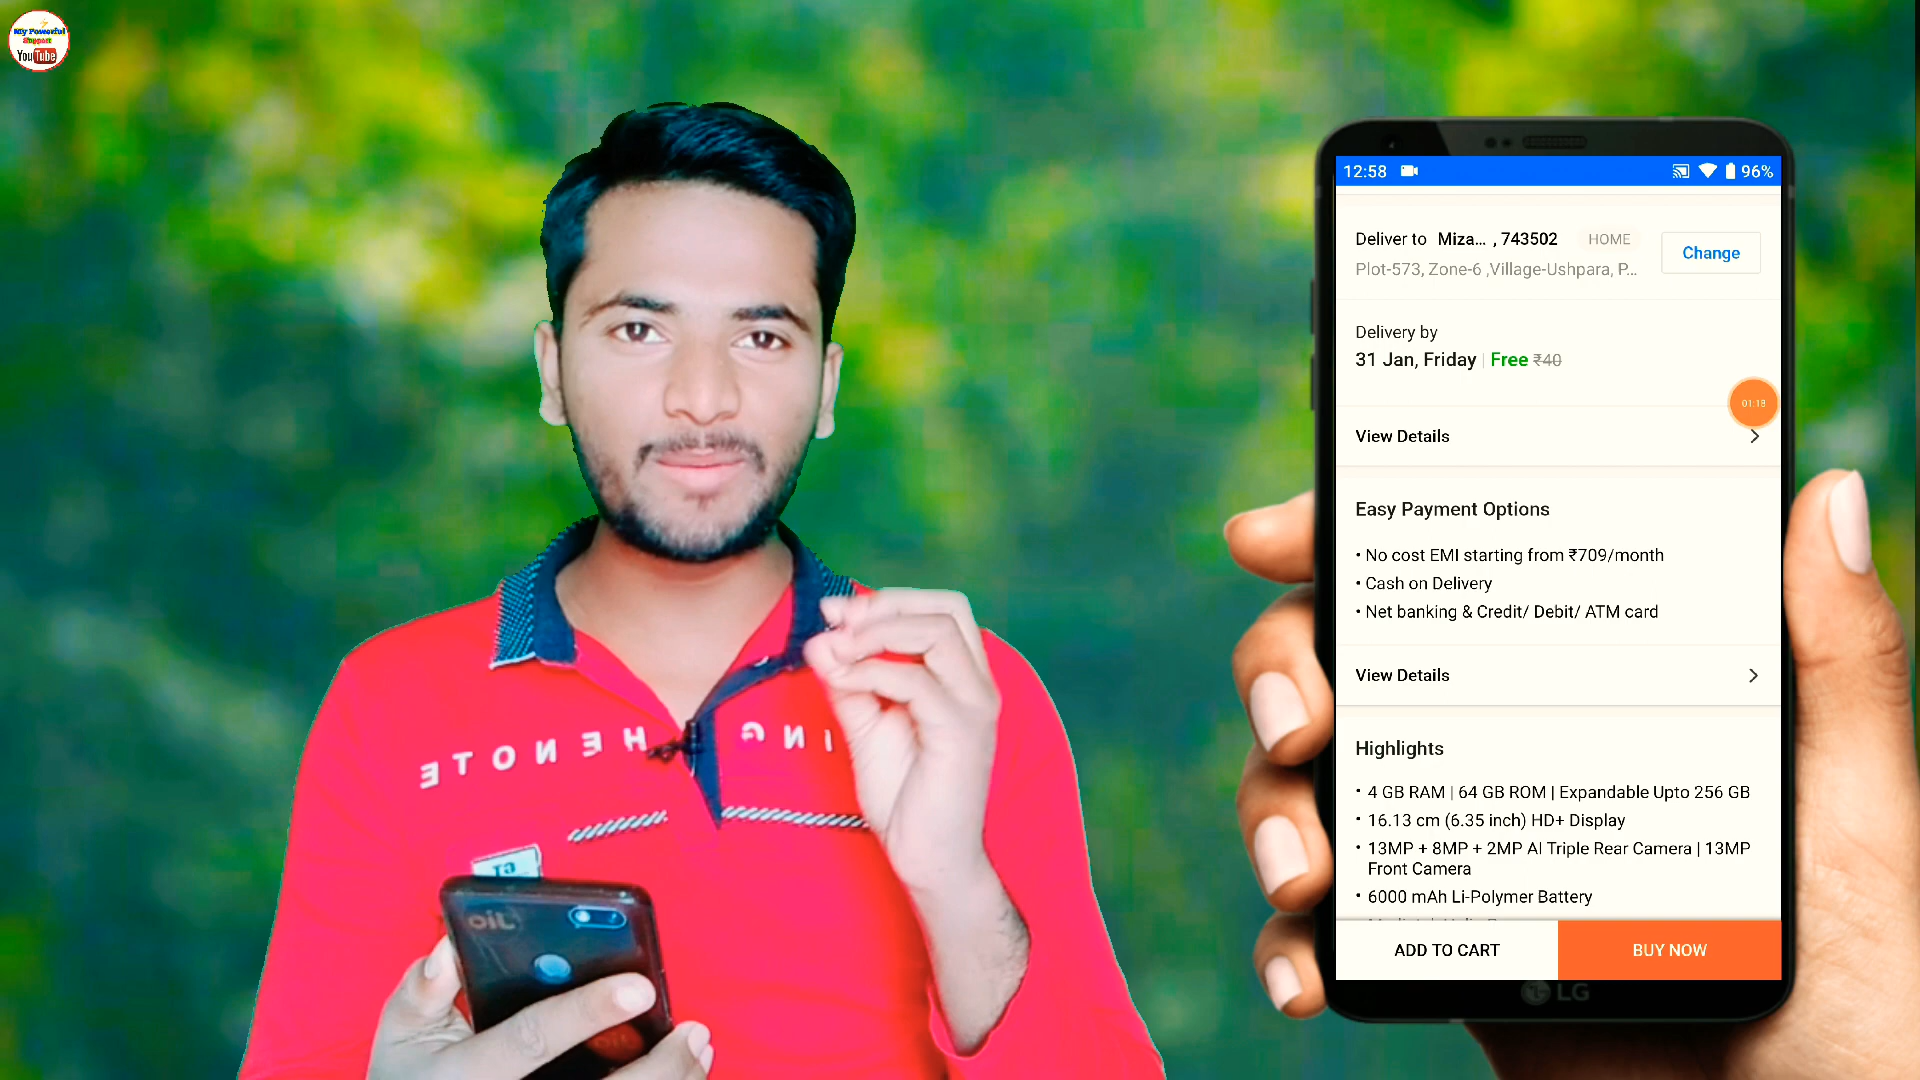 My Powerful
Support
YouTube
12:58
96%
Deliver to Miza... , 743502 HOME
Change
Plot-573, Zone-6 ,Village-Ushpara, P...
Delivery by
31 Jan, Friday | Free ₹40
01:18
View Details
Easy Payment Options
• No cost EMI starting from ₹709/month
• Cash on Delivery
• Net banking & Credit/ Debit/ ATM card
View Details
Highlights
• 4 GB RAM | 64 GB ROM | Expandable Upto 256 GB
• 16.13 cm (6.35 inch) HD+ Display
• 13MP + 8MP + 2MP AI Triple Rear Camera | 13MP
Front Camera
• 6000 mAh Li-Polymer Battery
ADD TO CART
BUY NOW
LG
ING HENOTE
Jio